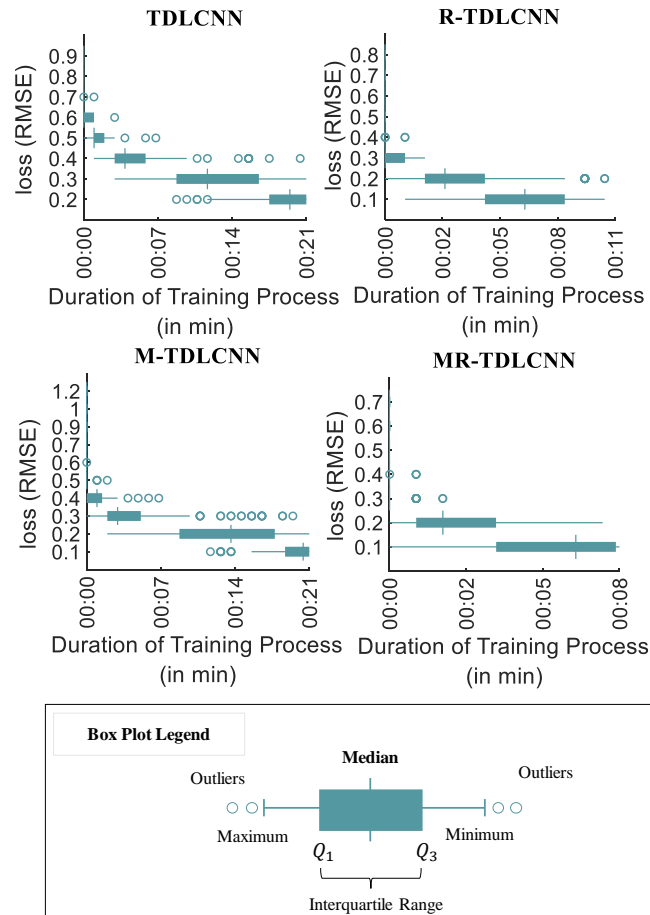 TDLCNN
loss (RMSE)
0.9
0.8
0.7
0.6
0.5
0.4
0.3
0.2
00:00
00:07
00:14
00:21
Duration of Training Process
(in min)
R-TDLCNN
loss (RMSE)
0.8
0.7
0.6
0.5
0.4
0.3
0.2
0.1
00:00
00:02
00:05
00:08
00:11
Duration of Training Process
(in min)
M-TDLCNN
loss (RMSE)
1.2
1
0.9
0.7
0.6
0.5
0.4
0.3
0.2
0.1
00:00
00:07
00:14
00:21
Duration of Training Process
(in min)
MR-TDLCNN
loss (RMSE)
0.7
0.6
0.5
0.4
0.3
0.2
0.1
00:00
00:02
00:05
00:08
Duration of Training Process
(in min)
Box Plot Legend
Median
Outliers
Outliers
Maximum
Minimum
Q1
Q3
Interquartile Range